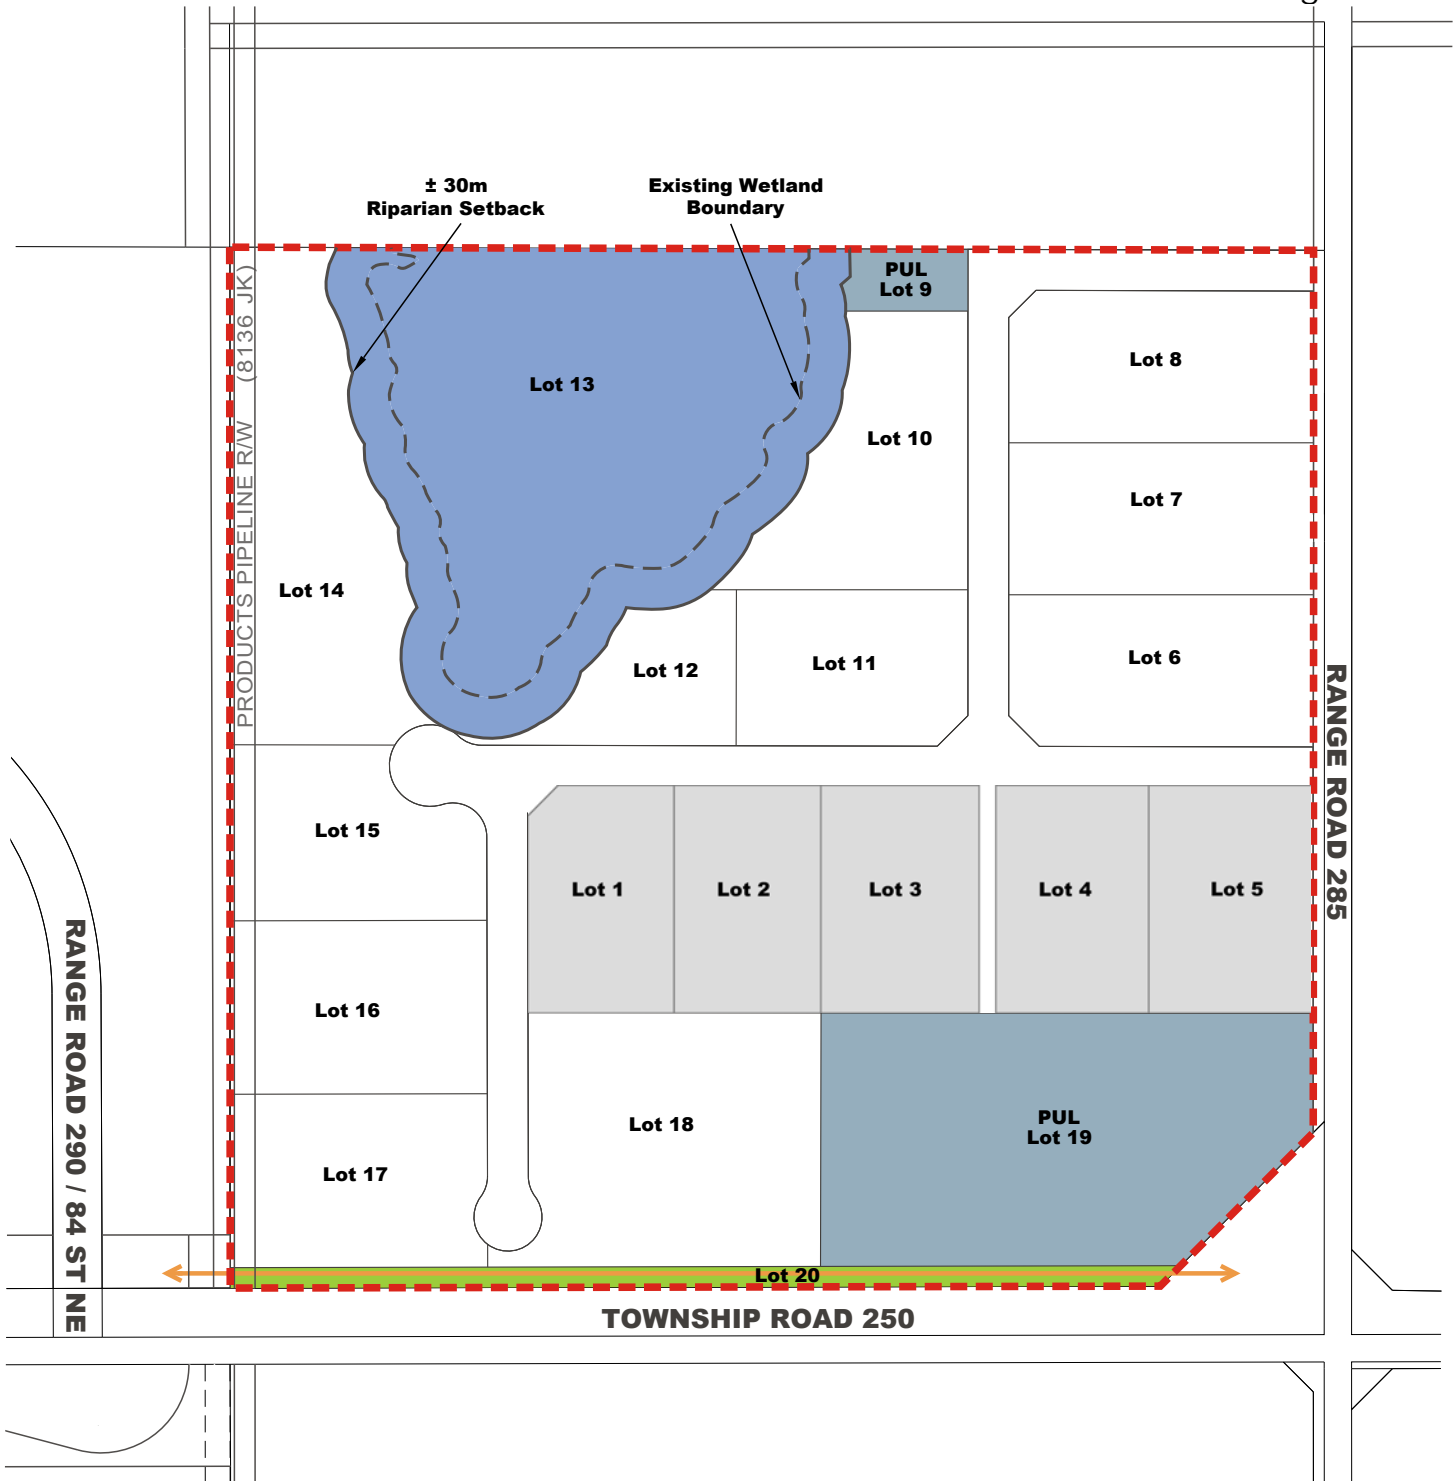 ± 30m
Riparian Setback
Existing Wetland
Boundary
PUL
Lot 9
PRODUCTS PIPELINE R/W (8136 JK)
Lot 8
Lot 13
Lot 10
Lot 7
Lot 14
Lot 12
Lot 11
Lot 6
RANGE ROAD 285
Lot 15
Lot 1
Lot 2
Lot 3
Lot 4
Lot 5
RANGE ROAD 290 / 84 ST NE
Lot 16
Lot 18
PUL
Lot 19
Lot 17
Lot 20
TOWNSHIP ROAD 250